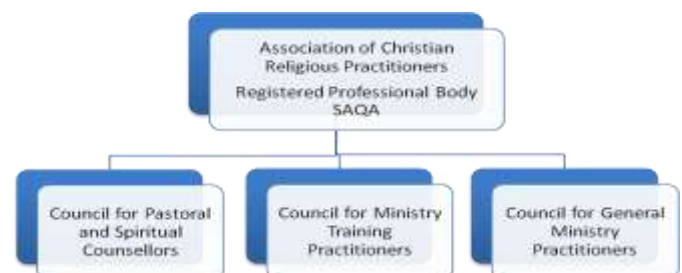 Association of Christian
Religious Practitioners
Registered Professional Body
SAQA
Council for Pastoral
and Spiritual
Counsellors
Council for Ministry
Training
Practitioners
Council for General
Ministry
Practitioners